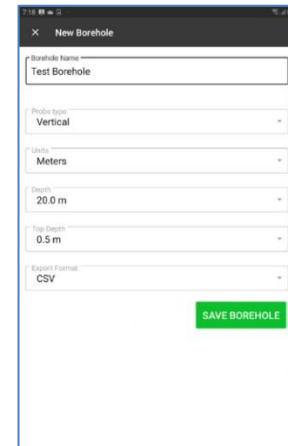 7:18
New Borehole
Borehole Name
Test Borehole
Probe type
Vertical
Units
Meters
Depth
20.0 m
Top Depth
0.5 m
Export Format
CSV
SAVE BOREHOLE